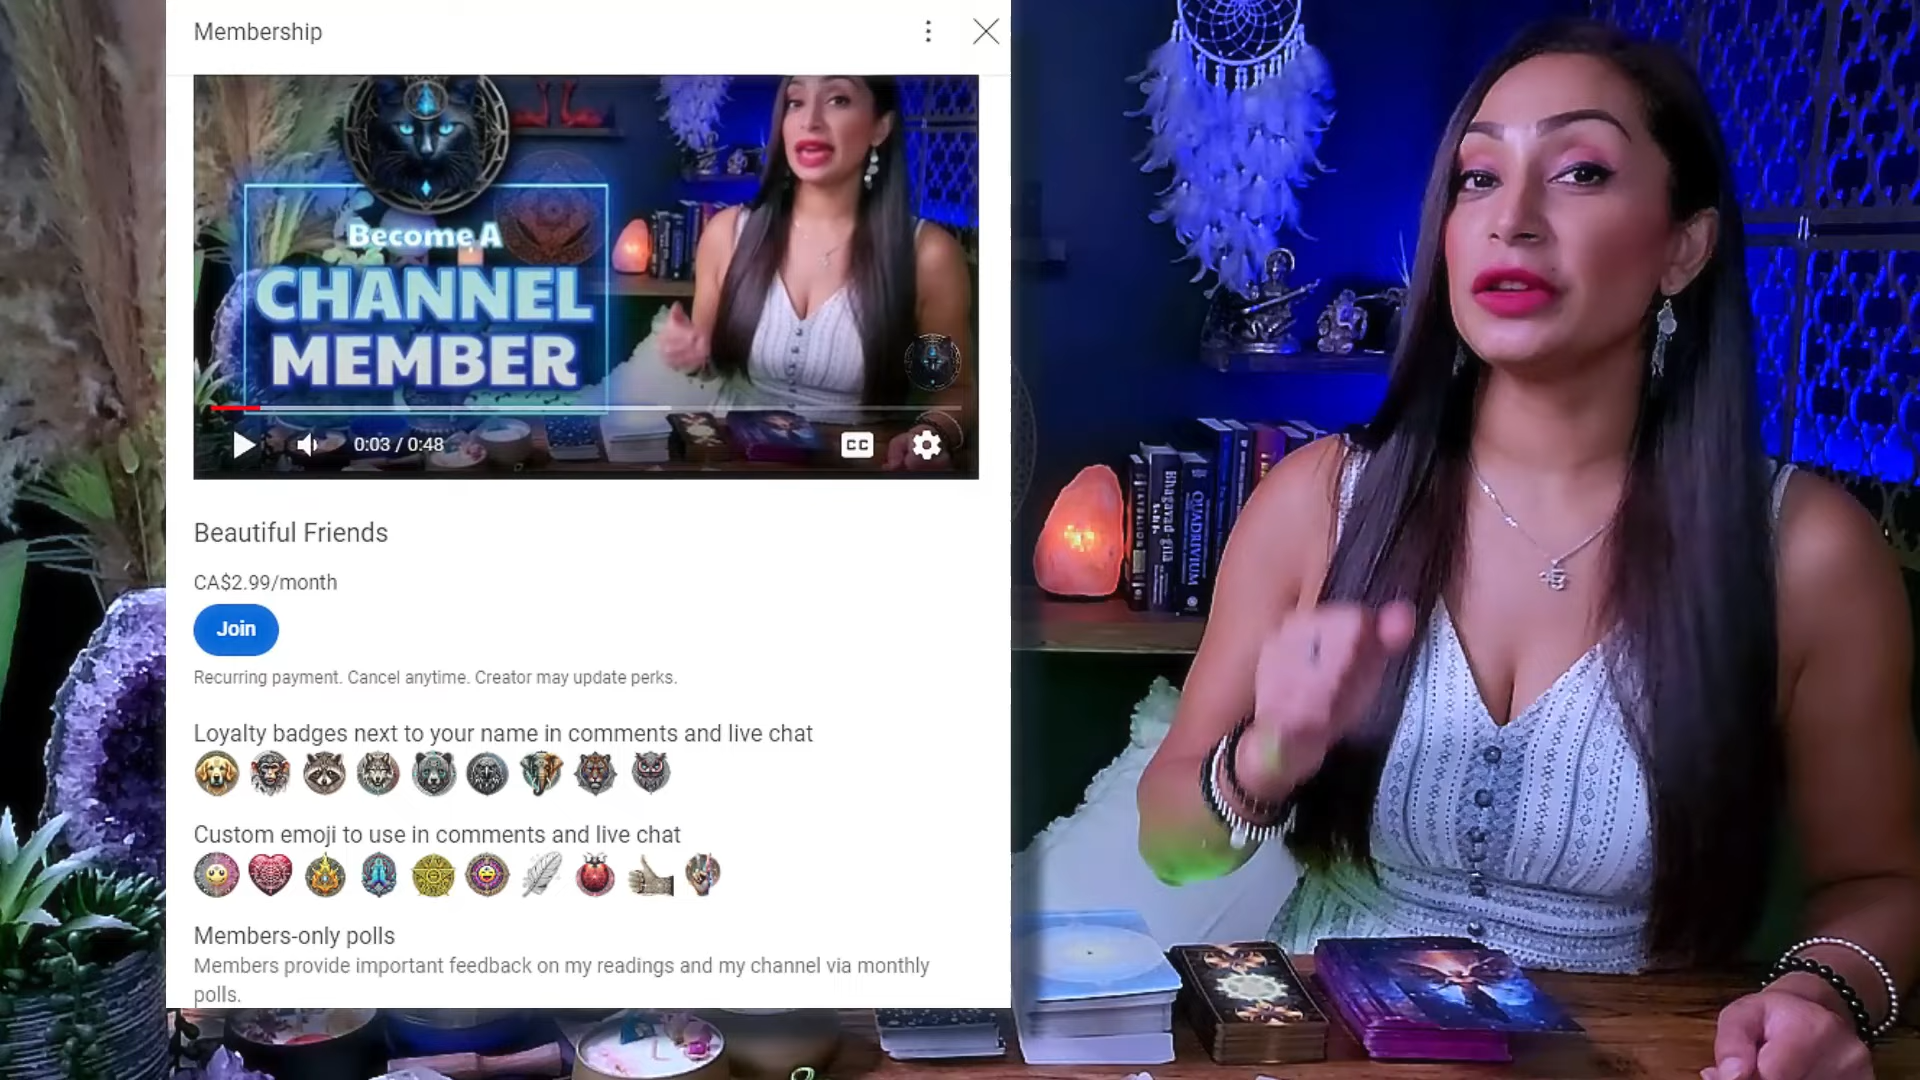 Membership
Become A
CHANNEL
MEMBER
0:03 / 0:48
CC
Beautiful Friends
CA$2.99/month
Join
Recurring payment. Cancel anytime. Creator may update perks.
Loyalty badges next to your name in comments and live chat
Custom emoji to use in comments and live chat
Members-only polls
Members provide important feedback on my readings and my channel via monthly
polls.
Bhagavad-gita
QUADRIVIUM